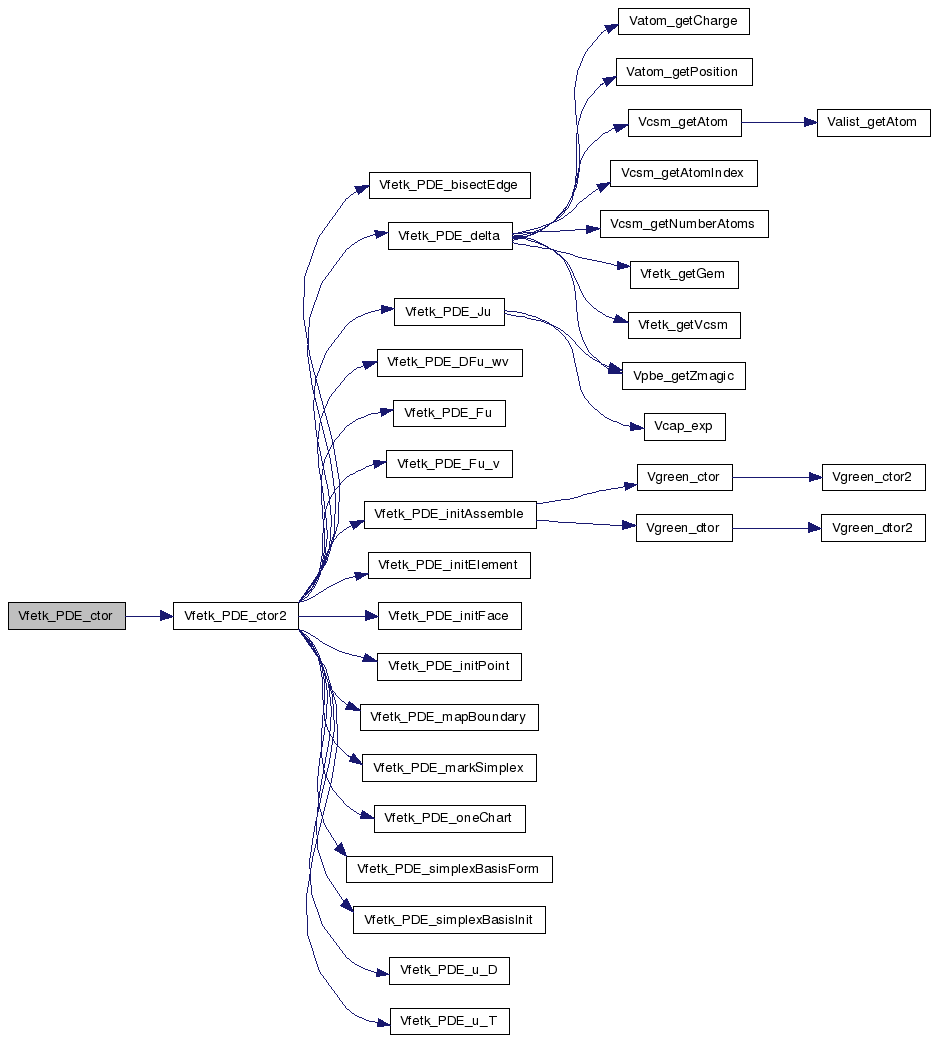 Vatom_getCharge
Vatom_getPosition
Vcsm_getAtom
Valist_getAtom
Vfetk_PDE_bisectEdge
Vcsm_getAtomIndex
Vfetk_PDE_delta
Vcsm_getNumberAtoms
Vfetk_getGem
Vfetk_PDE_Ju
Vfetk_getVcsm
Vfetk_PDE_DFu_wv
Vpbe_getZmagic
Vfetk_PDE_Fu
Vcap_exp
Vfetk_PDE_Fu_v
Vgreen_ctor
Vgreen_ctor2
Vfetk_PDE_initAssemble
Vgreen_dtor
Vgreen_dtor2
Vfetk_PDE_initElement
Vfetk_PDE_ctor
Vfetk_PDE_ctor2
Vfetk_PDE_initFace
Vfetk_PDE_initPoint
Vfetk_PDE_mapBoundary
Vfetk_PDE_markSimplex
Vfetk_PDE_oneChart
Vfetk_PDE_simplexBasisForm
Vfetk_PDE_simplexBasisInit
Vfetk_PDE_u_D
Vfetk_PDE_u_T